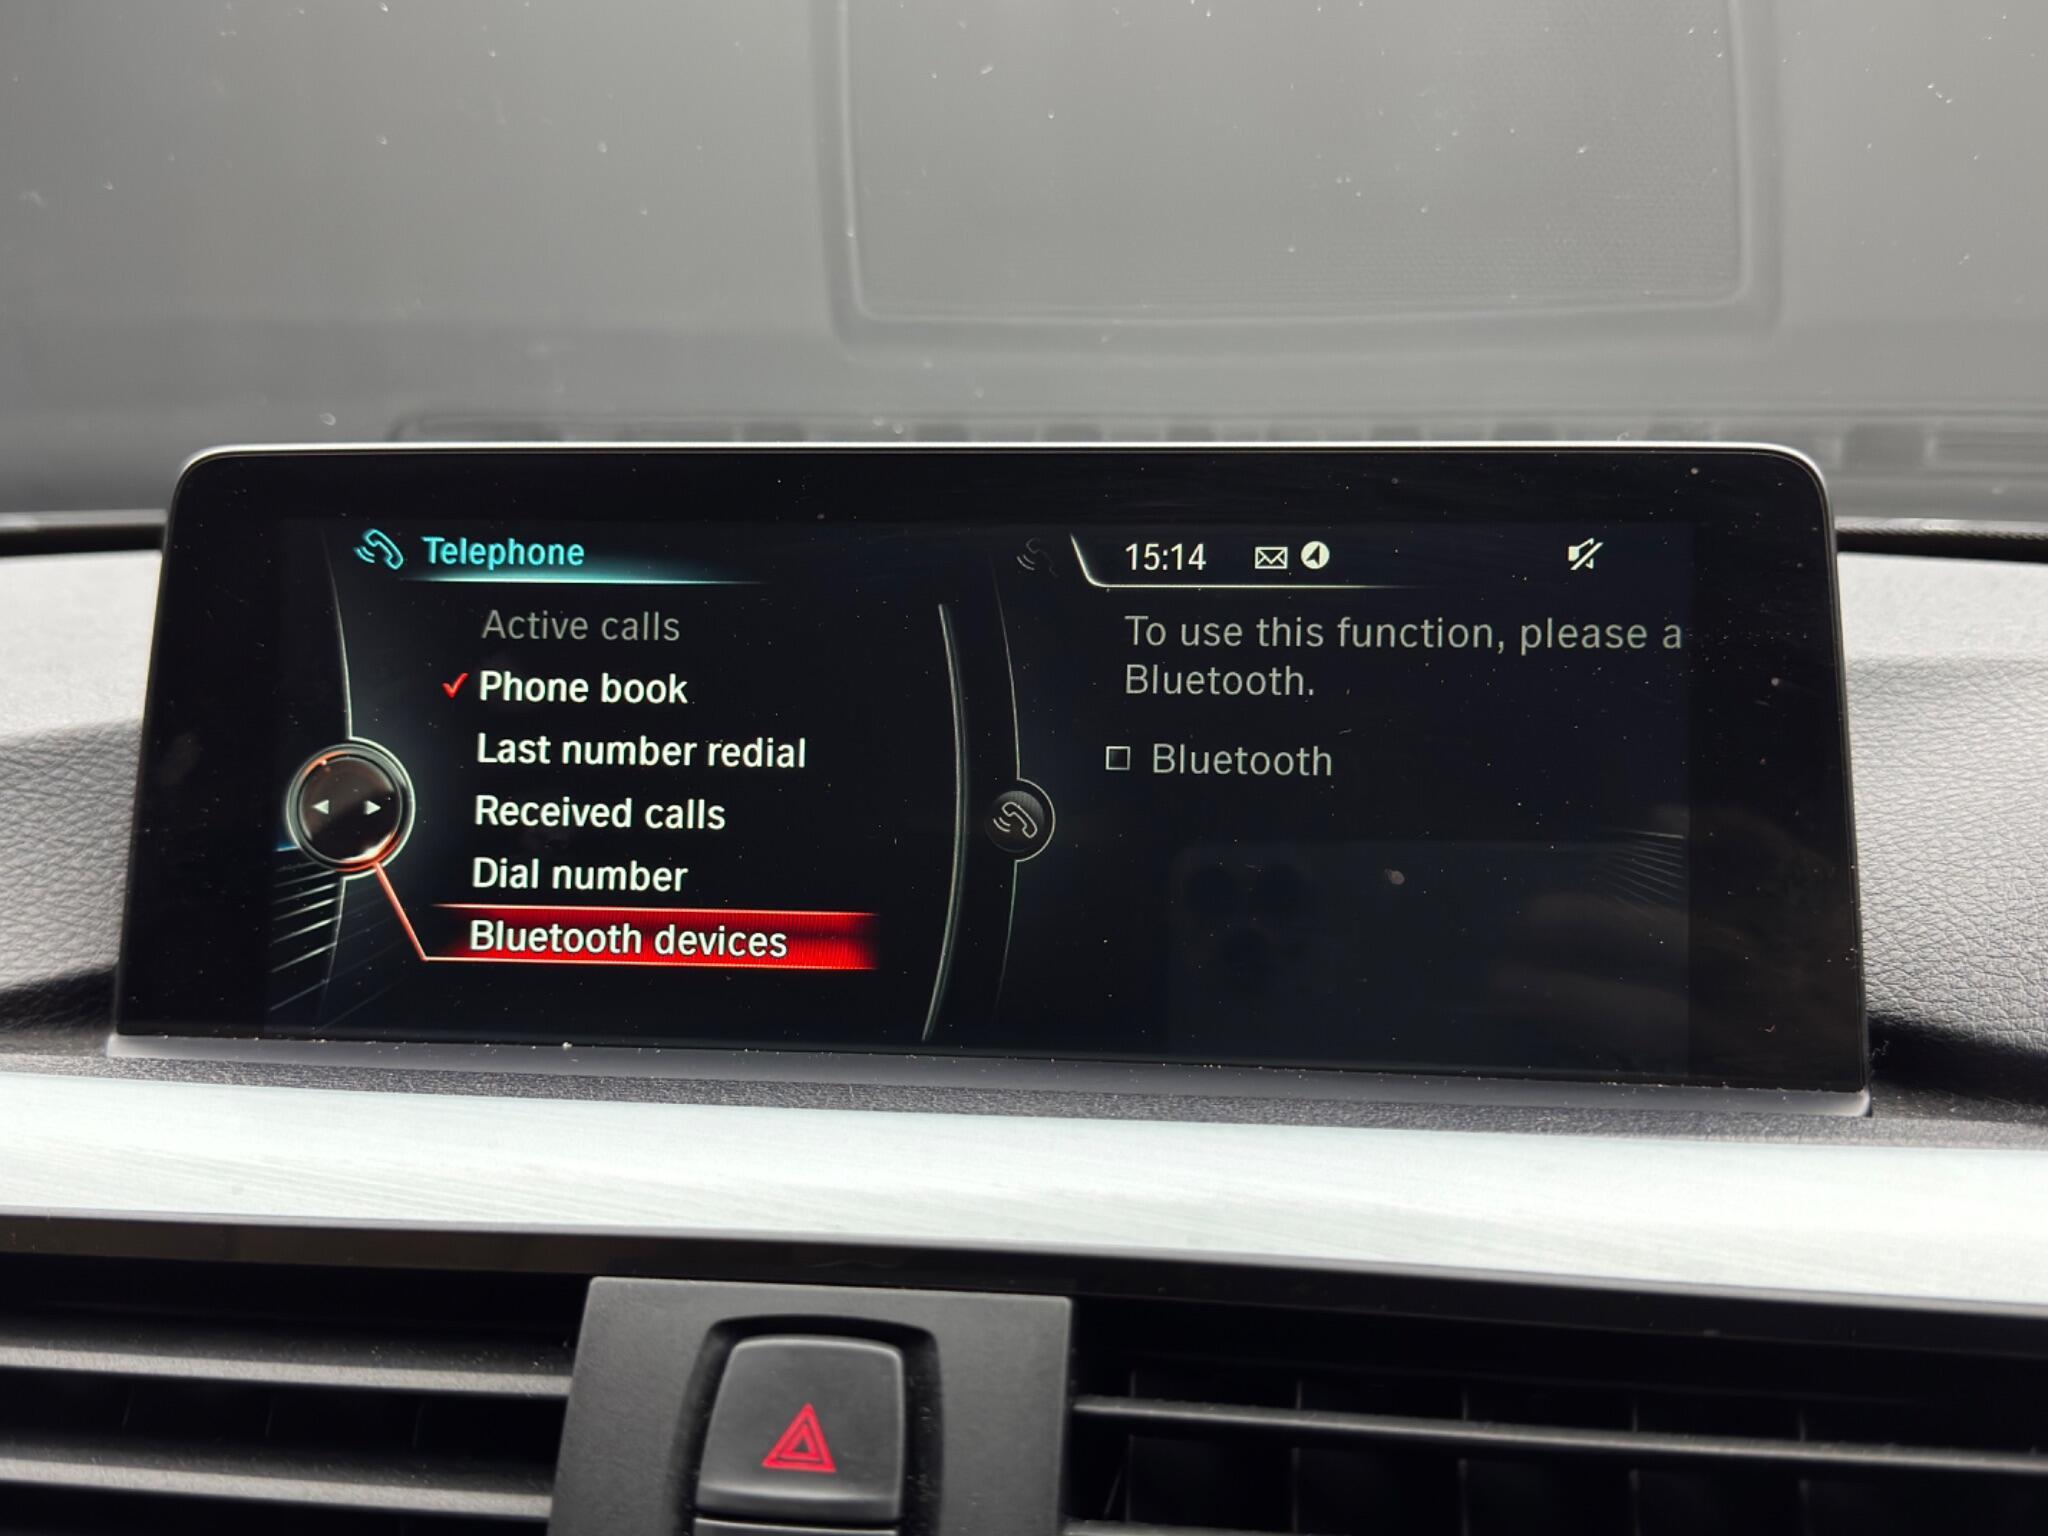 Telephone
Active calls
Phone book
Last number redial
Received calls
Dial number
Bluetooth devices
15:14
To use this function, please a
Bluetooth.
Bluetooth